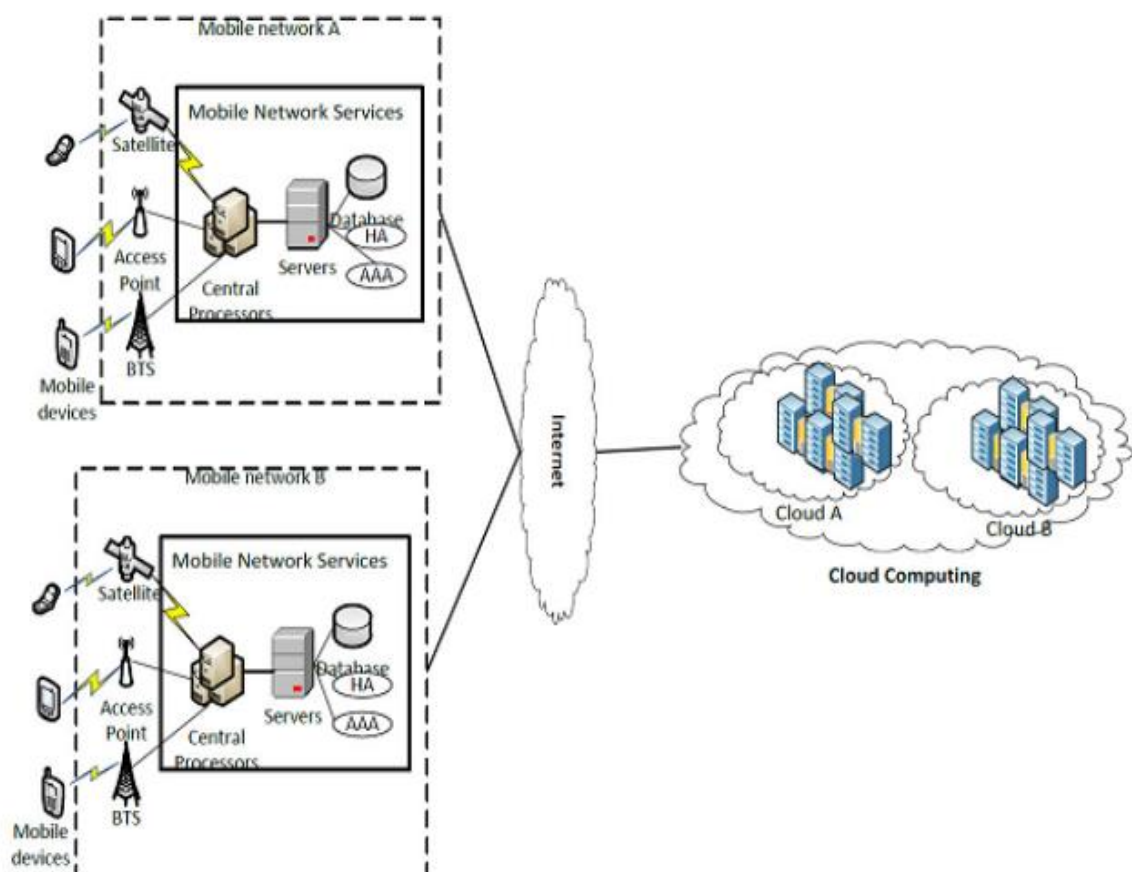 Mobile network A
Mobile Network Services
Satellite
Database
HA
Access
Point
Servers
AAA
Central
Processors
BTS
Mobile
devices
Internet
Cloud A
Cloud B
Cloud Computing
Mobile network B
Mobile Network Services
Satellite
Database
HA
Access
Point
Servers
AAA
Central
Processors
BTS
Mobile
devices